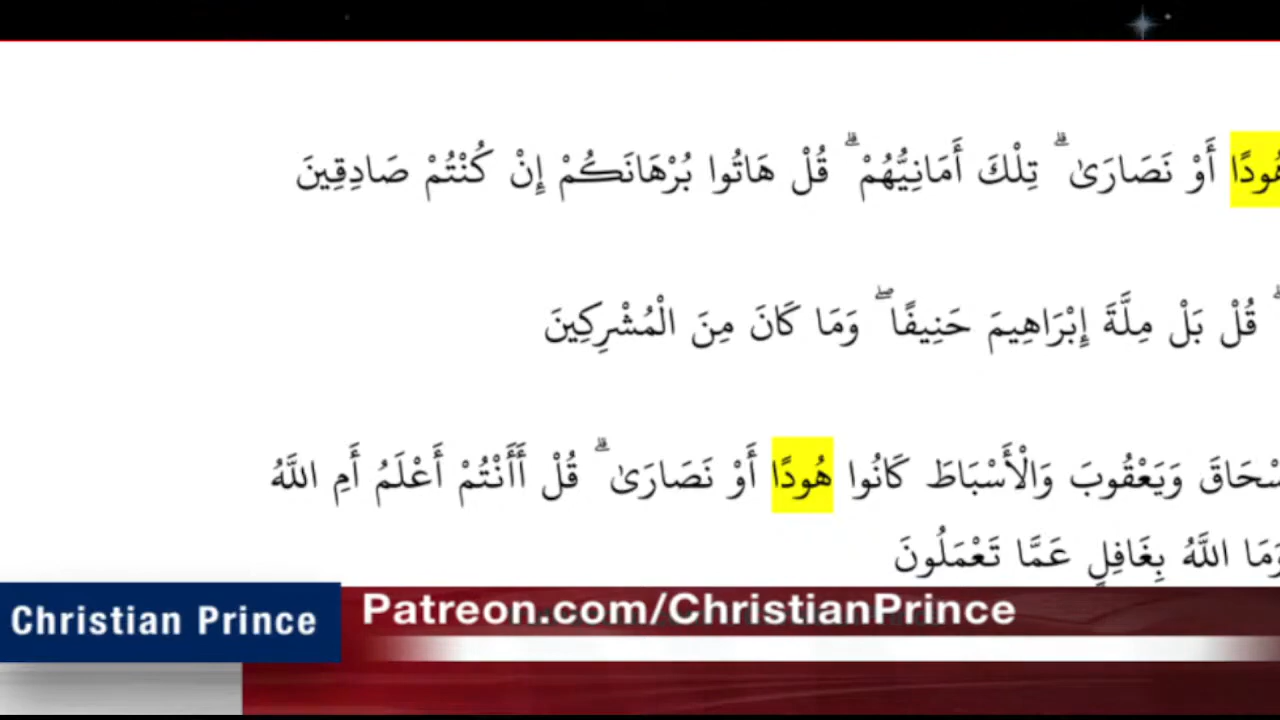 هُودًا أَوْ نَصَارَىٰ ۗ تِلْكَ أَمَانِيُّهُمْ ۗ قُلْ هَاتُوا بُرْهَانَكُمْ إِنْ كُنْتُمْ صَادِقِينَ
قُلْ بَلْ مِلَّةَ إِبْرَاهِيمَ حَنِيفًا ۖ وَمَا كَانَ مِنَ الْمُشْرِكِينَ
سْحَاقَ وَيَعْقُوبَ وَالْأَسْبَاطَ كَانُوا هُودًا أَوْ نَصَارَىٰ ۗ قُلْ أَأَنْتُمْ أَعْلَمُ أَمِ اللَّهُ
وَمَا اللَّهُ بِغَافِلٍ عَمَّا تَعْمَلُونَ
Christian Prince
Patreon.com/ChristianPrince